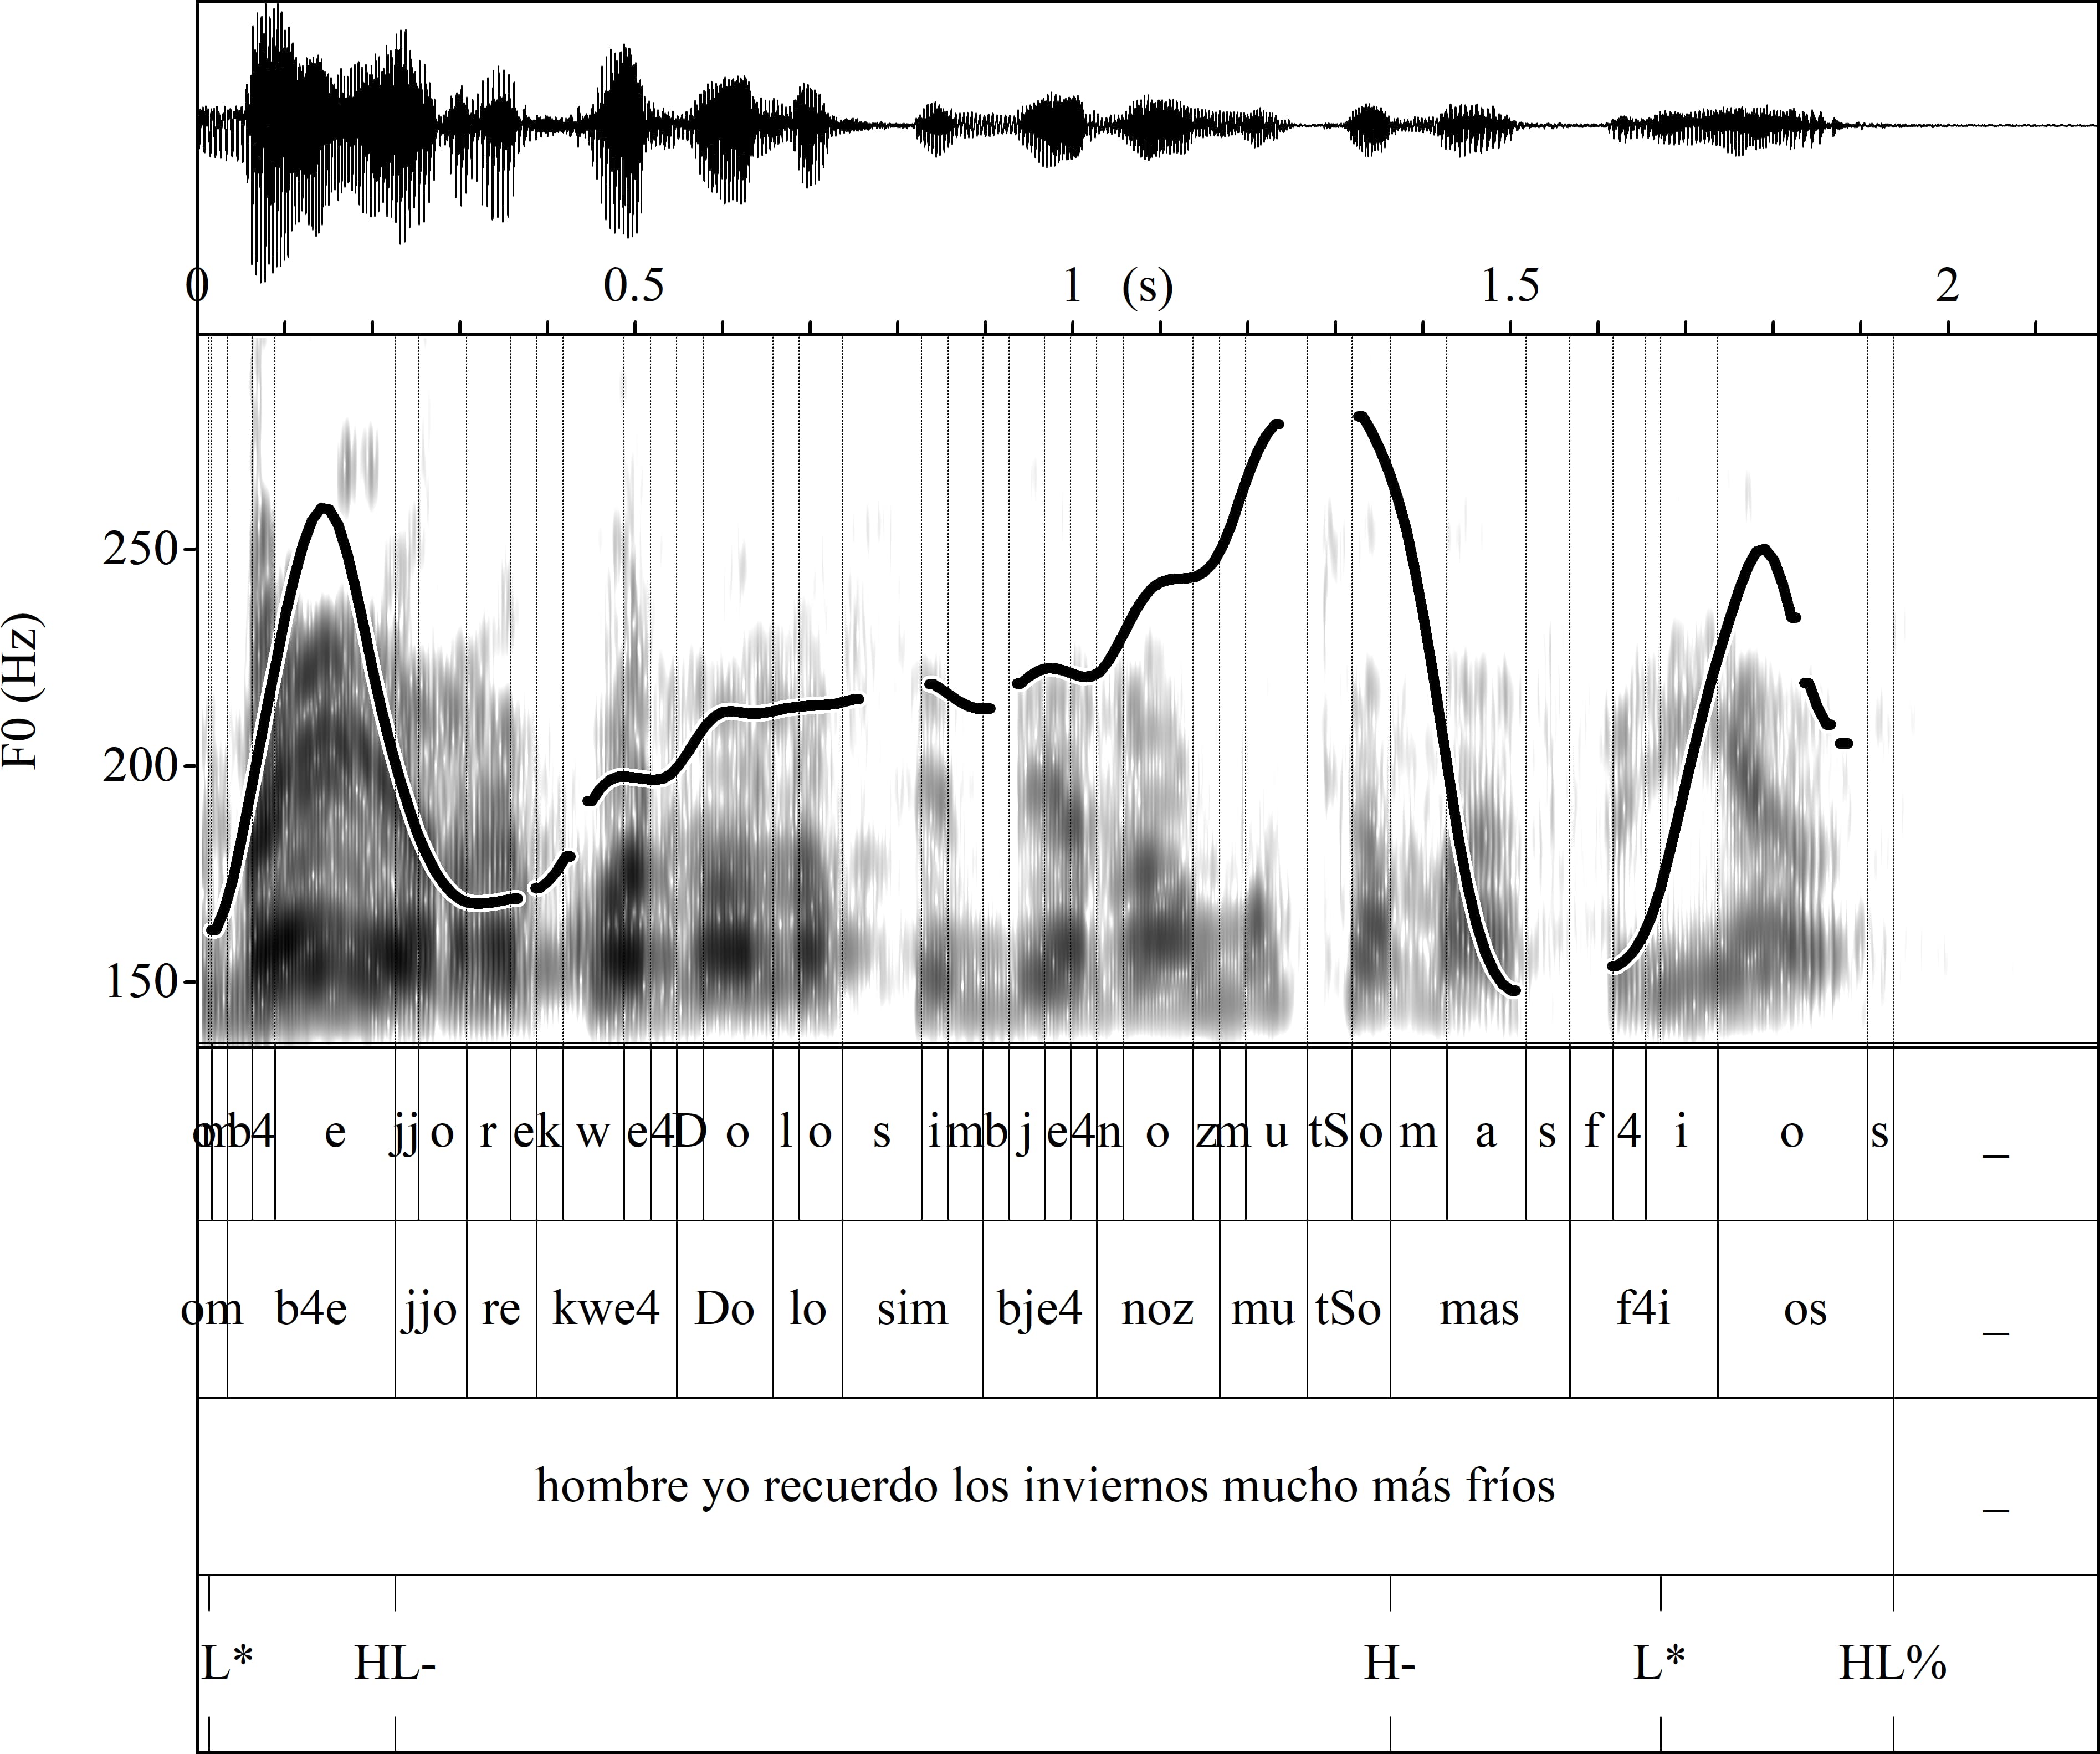 0 0.5 1 (s) 1.5 2
F0 (Hz)
250
200
150
o m b 4 e jj o r e k w e 4 D o l o s i m b j e 4 n o z m u tS o m a s f 4 i o s _
om b4e jjo re kwe4 Do lo sim bje4 noz mu tSo mas f4i os _
hombre yo recuerdo los inviernos mucho más fríos _
L* HL- H- L* HL%